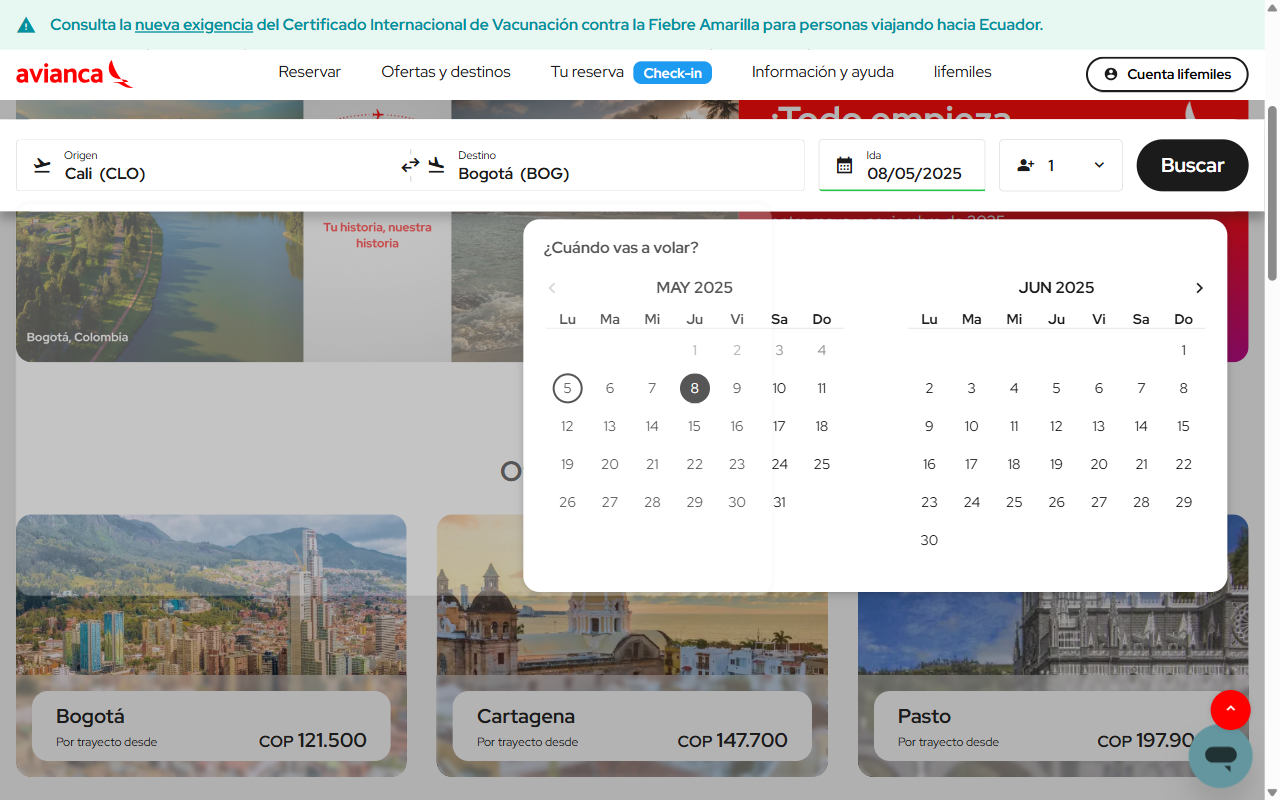 Consulta la nueva exigencia del Certificado Internacional de Vacunación contra la Fiebre Amarilla para personas viajando hacia Ecuador.
avianca
Reservar
Ofertas y destinos
Tu reserva
Check-in
Información y ayuda
lifemiles
Cuenta lifemiles
¡Todo empieza
Origen
Cali (CLO)
Destino
Bogotá (BOG)
Ida
08/05/2025
1
Buscar
Tu historia, nuestra
historia
Bogotá, Colombia
¿Cuándo vas a volar?
MAY 2025
Lu Ma Mi Ju Vi Sa Do
1 2 3 4
5 6 7 8 9 10 11
12 13 14 15 16 17 18
19 20 21 22 23 24 25
26 27 28 29 30 31
JUN 2025
Lu Ma Mi Ju Vi Sa Do
1
2 3 4 5 6 7 8
9 10 11 12 13 14 15
16 17 18 19 20 21 22
23 24 25 26 27 28 29
30
O
Bogotá
Por trayecto desde
COP 121.500
Cartagena
Por trayecto desde
COP 147.700
Pasto
Por trayecto desde
COP 197.90